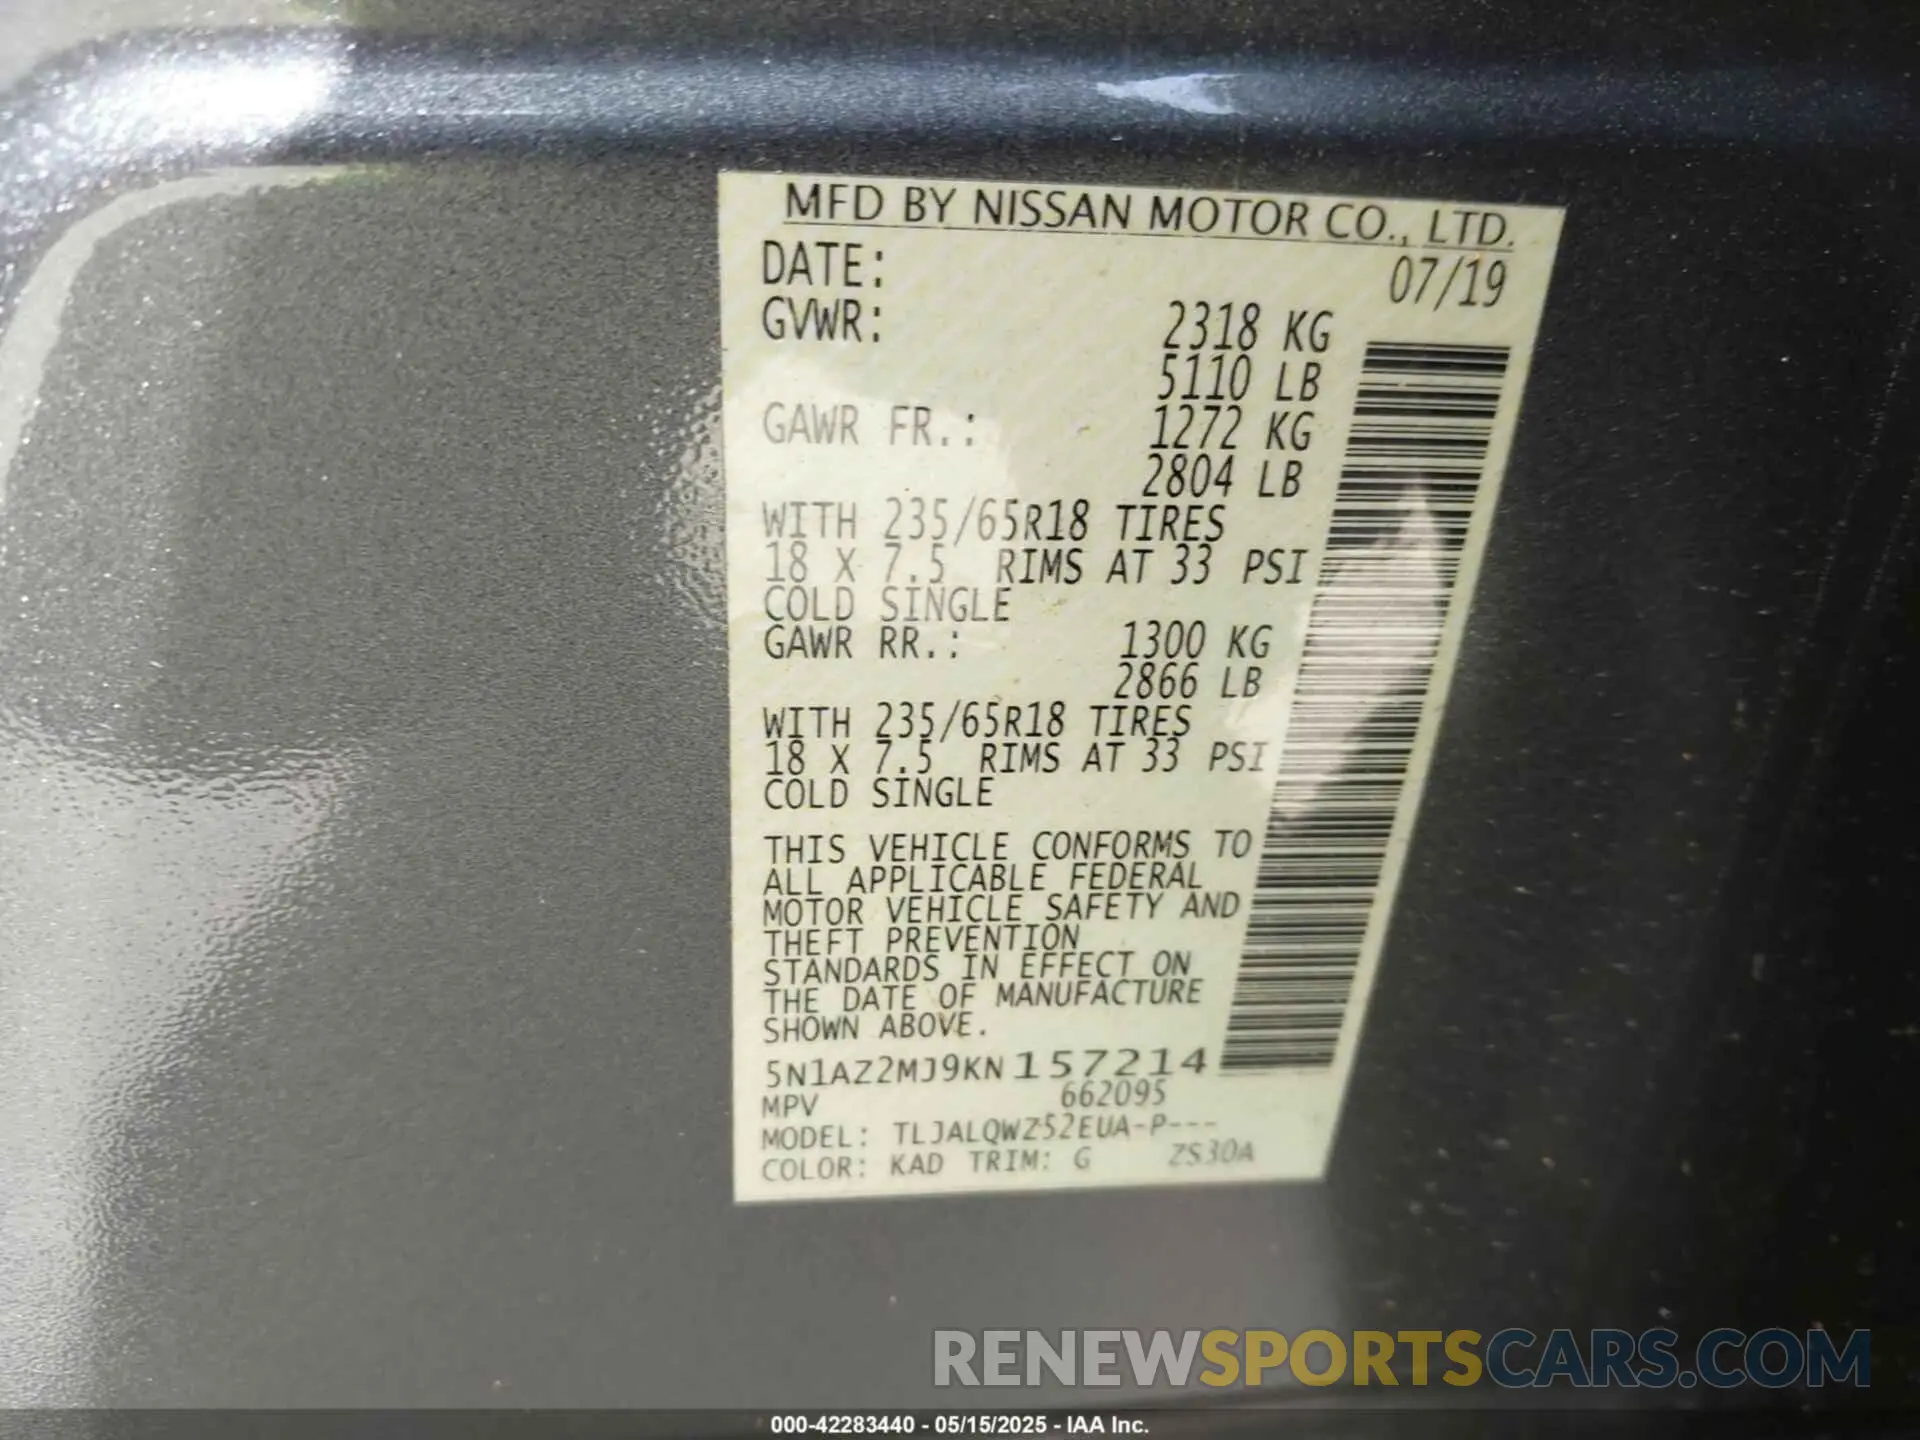 MFD BY NISSAN MOTOR CO., LTD.
DATE: 07/19
GVWR: 2318 KG
5110 LB
GAWR FR.: 1272 KG
2804 LB
WITH 235/65R18 TIRES
18 X 7.5 RIMS AT 33 PSI
COLD SINGLE
GAWR RR.: 1300 KG
2866 LB
WITH 235/65R18 TIRES
18 X 7.5 RIMS AT 33 PSI
COLD SINGLE
THIS VEHICLE CONFORMS TO
ALL APPLICABLE FEDERAL
MOTOR VEHICLE SAFETY AND
THEFT PREVENTION
STANDARDS IN EFFECT ON
THE DATE OF MANUFACTURE
SHOWN ABOVE.
5N1AZ2MJ9KN157214
MPV 662095
MODEL: TLJALQWZ52EUA-P---
COLOR: KAD TRIM: G ZS30A
RENEWSPORTSCARS.COM
000-42283440 - 05/15/2025 - IAA Inc.